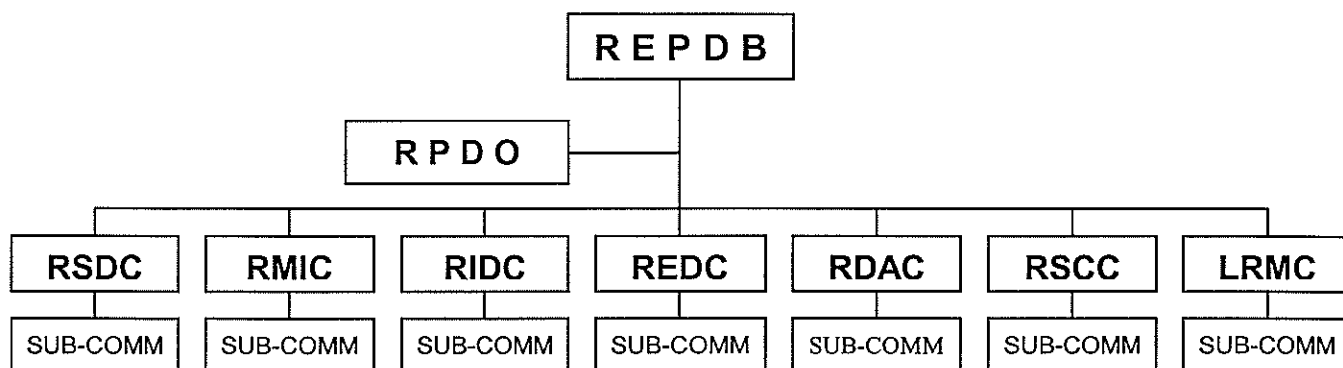 R E P D B
R P D O
RSDC RMIC RIDC REDC RDAC RSCC LRMC
SUB-COMM SUB-COMM SUB-COMM SUB-COMM SUB-COMM SUB-COMM SUB-COMM